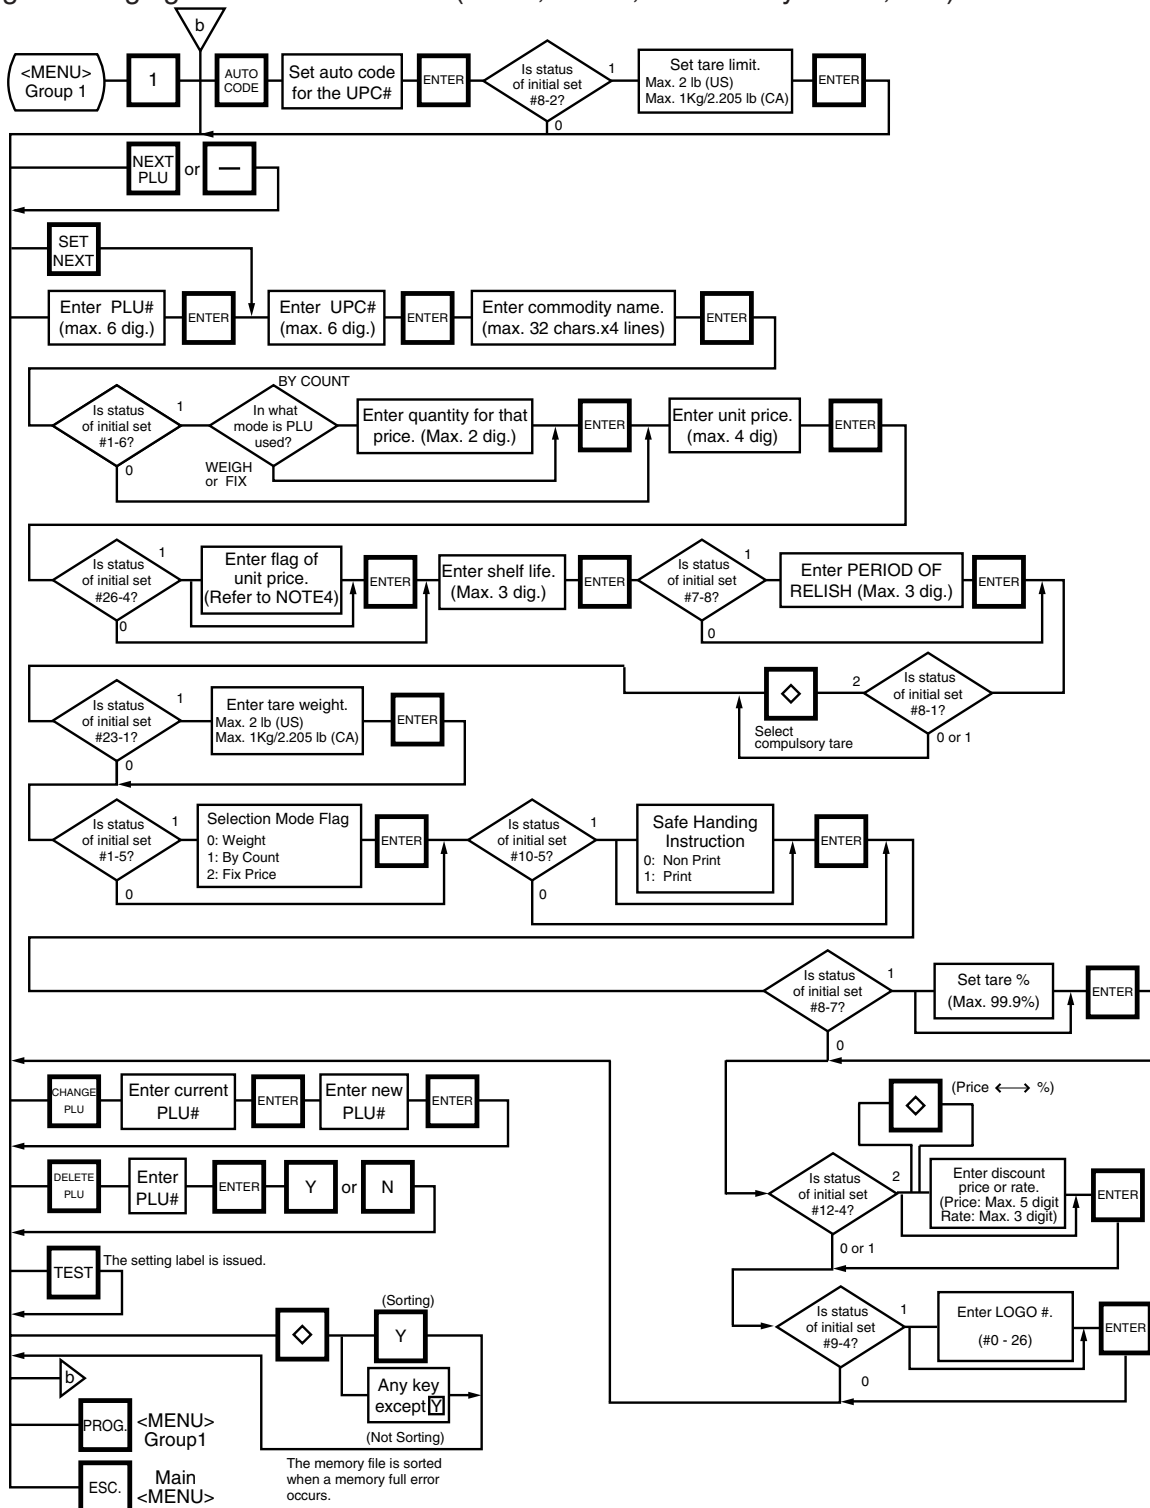 b
<MENU>
Group 1
1
AUTO
CODE
Set auto code
for the UPC#
ENTER
Is status
of initial set
#8-2?
1
0
Set tare limit.
Max. 2 lb (US)
Max. 1Kg/2.205 lb (CA)
ENTER
NEXT
PLU
or
—
SET
NEXT
Enter PLU#
(max. 6 dig.)
ENTER
Enter UPC#
(max. 6 dig.)
ENTER
Enter commodity name.
(max. 32 chars.x4 lines)
ENTER
Is status
of initial set
#1-6?
1
0
BY COUNT
In what
mode is PLU
used?
WEIGH
or FIX
Enter quantity for that
price. (Max. 2 dig.)
ENTER
Enter unit price.
(max. 4 dig)
ENTER
Is status
of initial set
#26-4?
1
0
Enter flag of
unit price.
(Refer to NOTE4)
ENTER
Enter shelf life.
(Max. 3 dig.)
ENTER
Is status
of initial set
#7-8?
1
0
Enter PERIOD OF
RELISH (Max. 3 dig.)
ENTER
Is status
of initial set
#8-1?
2
0 or 1
Select
compulsory tare
Is status
of initial set
#23-1?
1
0
Enter tare weight.
Max. 2 lb (US)
Max. 1Kg/2.205 lb (CA)
ENTER
Is status
of initial set
#1-5?
1
0
Selection Mode Flag
0: Weight
1: By Count
2: Fix Price
ENTER
Is status
of initial set
#10-5?
1
0
Safe Handing
Instruction
0: Non Print
1: Print
ENTER
Is status
of initial set
#8-7?
1
0
Set tare %
(Max. 99.9%)
ENTER
CHANGE
PLU
Enter current
PLU#
ENTER
Enter new
PLU#
ENTER
(Price ⟷ %)
Is status
of initial set
#12-4?
2
0 or 1
Enter discount
price or rate.
(Price: Max. 5 digit
Rate: Max. 3 digit)
ENTER
DELETE
PLU
Enter
PLU#
ENTER
Y
or
N
TEST
The setting label is issued.
Is status
of initial set
#9-4?
1
0
Enter LOGO #.
(#0 - 26)
ENTER
(Sorting)
Y
Any key
except Y
(Not Sorting)
The memory file is sorted
when a memory full error
occurs.
b
PROG.
<MENU>
Group1
ESC.
Main
<MENU>